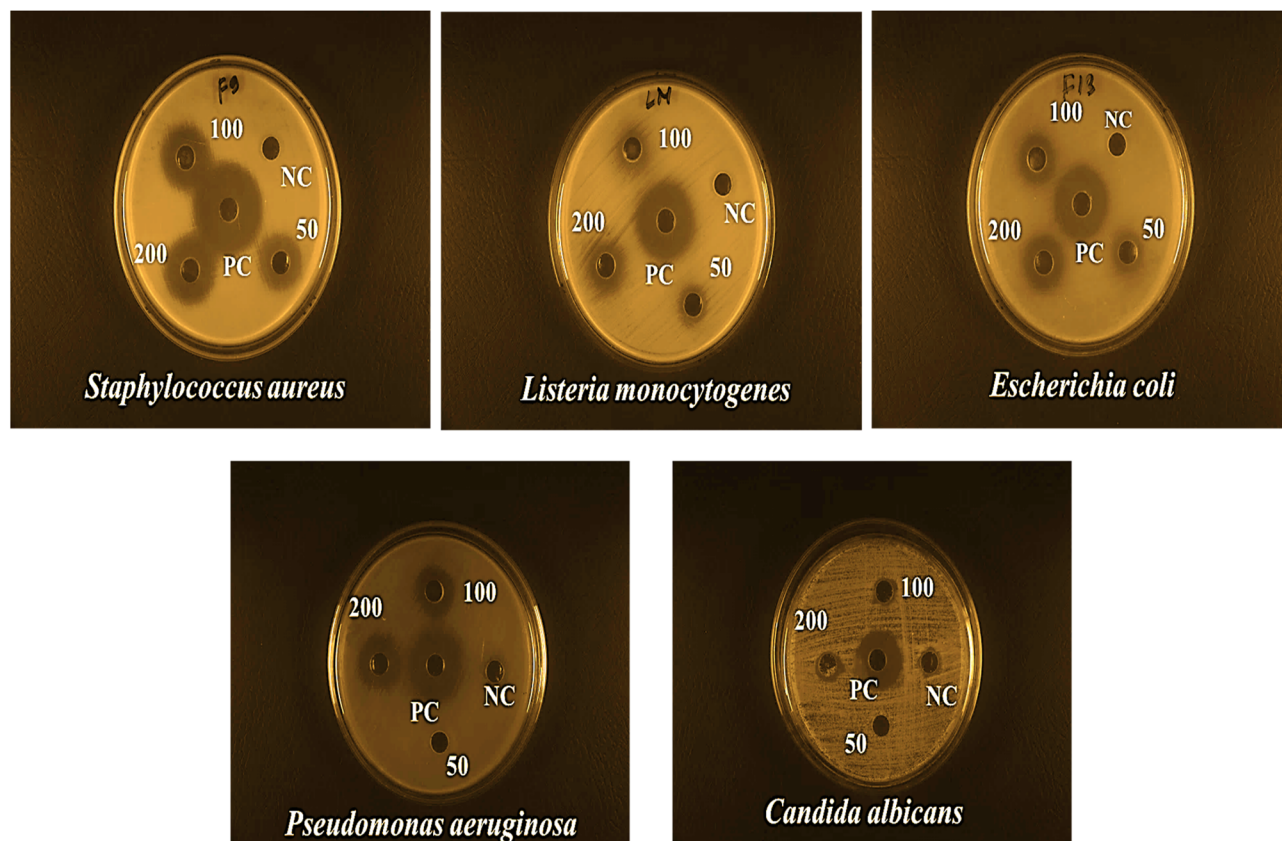 F9
100
NC
50
200
PC
Staphylococcus aureus
LM
100
NC
200
PC
50
Listeria monocytogenes
F13
100
NC
200
50
PC
Escherichia coli
200
100
PC
NC
50
Pseudomonas aeruginosa
100
200
PC
NC
50
Candida albicans